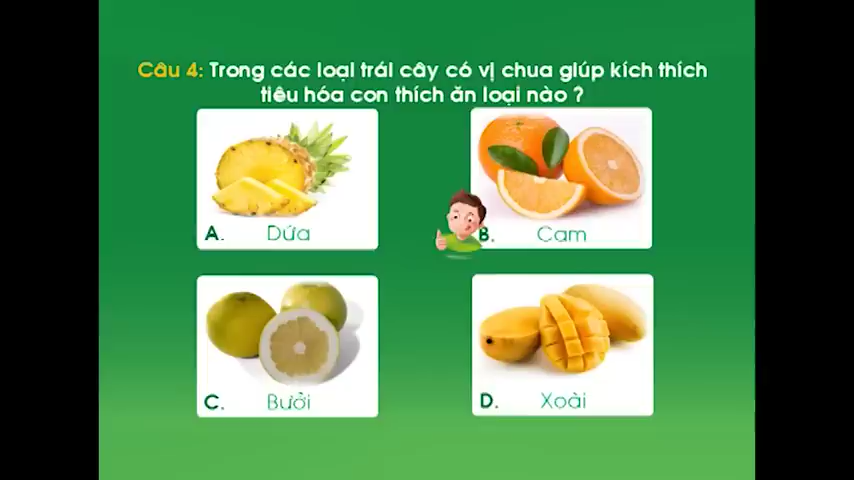 Câu 4: Trong các loại trái cây có vị chua giúp kích thích
tiêu hóa con thích ăn loại nào ?
A. Dứa
B. Cam
C. Bưởi
D. Xoài